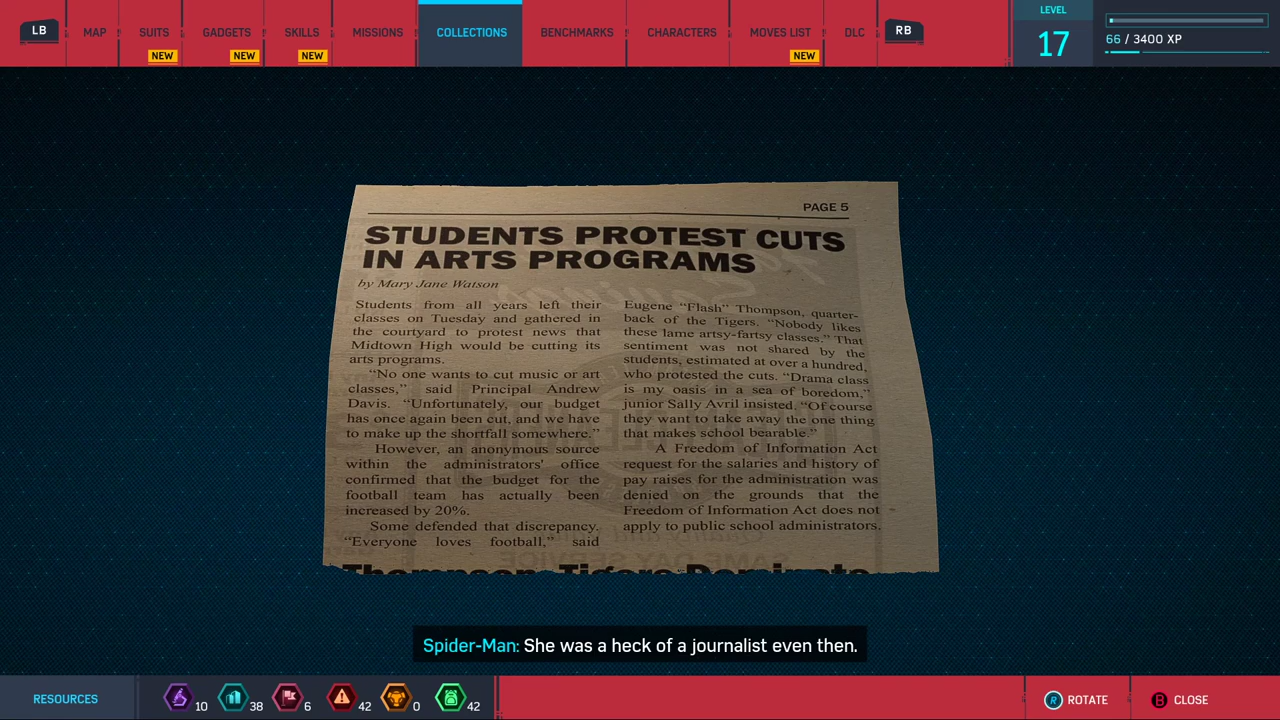 LB
MAP
SUITS
GADGETS
SKILLS
MISSIONS
COLLECTIONS
BENCHMARKS
CHARACTERS
MOVES LIST
DLC
RB
NEW
NEW
NEW
NEW
LEVEL
17
66 / 3400 XP
PAGE 5
STUDENTS PROTEST CUTS
IN ARTS PROGRAMS
by Mary Jane Watson
Students from all years left their
classes on Tuesday and gathered in
the courtyard to protest news that
Midtown High would be cutting its
arts programs.
"No one wants to cut music or art
classes," said Principal Andrew
Davis. "Unfortunately, our budget
has once again been cut, and we have
to make up the shortfall somewhere."
However, an anonymous source
within the administrators' office
confirmed that the budget for the
football team has actually been
increased by 20%.
Some defended that discrepancy.
"Everyone loves football," said
Eugene "Flash" Thompson, quarter-
back of the Tigers. "Nobody likes
these lame artsy-fartsy classes." That
sentiment was not shared by the
students, estimated at over a hundred,
who protested the cuts. "Drama class
is my oasis in a sea of boredom,"
junior Sally Avril insisted. "Of course
they want to take away the one thing
that makes school bearable."
A Freedom of Information Act
request for the salaries and history of
pay raises for the administration was
denied on the grounds that the
Freedom of Information Act does not
apply to public school administrators.
Thompson, Tigers Dominate
Spider-Man: She was a heck of a journalist even then.
RESOURCES
10
38
6
42
0
42
R ROTATE
B CLOSE